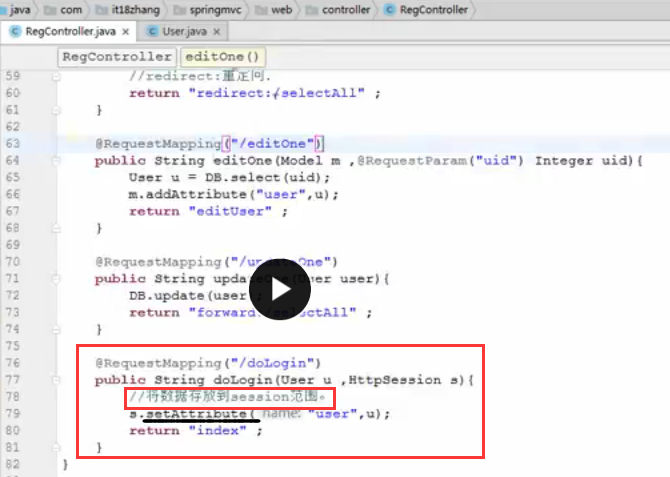 java com it18zhang springmvc web controller RegController
RegController.java × User.java ×
RegController editOne()
59 //redirect:重定向.
60 return "redirect:/selectAll" ;
61 }
62
63 @RequestMapping("/editOne")
64 public String editOne(Model m ,@RequestParam("uid") Integer uid){
65 User u = DB.select(uid);
66 m.addAttribute("user",u);
67 return "editUser" ;
68 }
69
70 @RequestMapping("/up One")
71 public String upda (User user){
72 DB.update(user
73 return "forward: ectAll" ;
74 }
75
76 @RequestMapping("/doLogin")
77 public String doLogin(User u ,HttpSession s){
78 //将数据存放到session范围。
79 s.setAttribute( name: "user",u);
80 return "index" ;
81 }
82 }